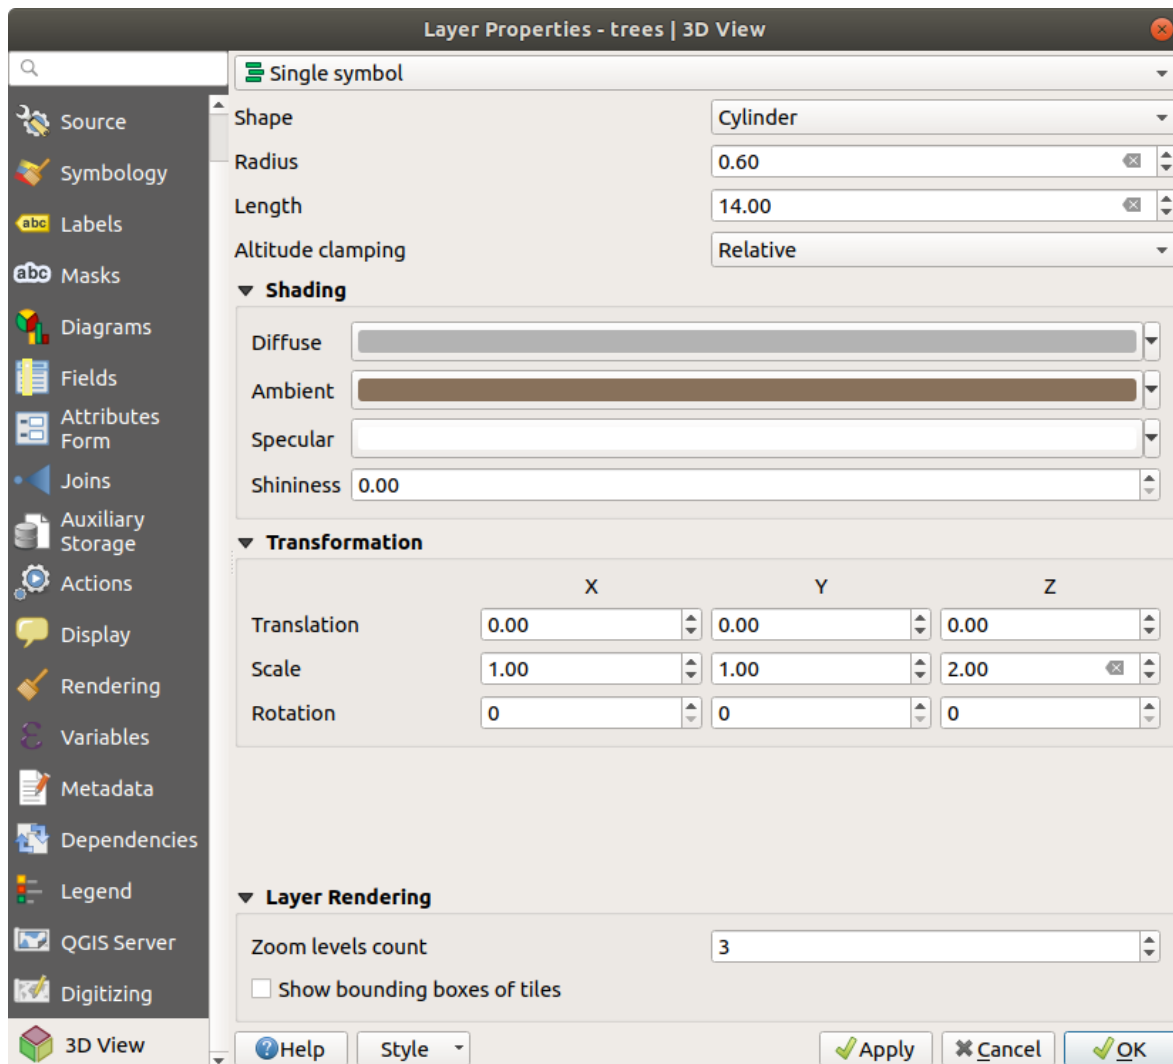 Layer Properties - trees | 3D View
Source
Symbology
abc Labels
abc Masks
Diagrams
Fields
Attributes
Form
Joins
Auxiliary
Storage
Actions
Display
Rendering
Variables
Metadata
Dependencies
Legend
QGIS Server
Digitizing
3D View
Single symbol
Shape Cylinder
Radius 0.60
Length 14.00
Altitude clamping Relative
Shading
Diffuse
Ambient
Specular
Shininess 0.00
Transformation
X Y Z
Translation 0.00 0.00 0.00
Scale 1.00 1.00 2.00
Rotation 0 0 0
Layer Rendering
Zoom levels count 3
Show bounding boxes of tiles
Help Style Apply Cancel OK